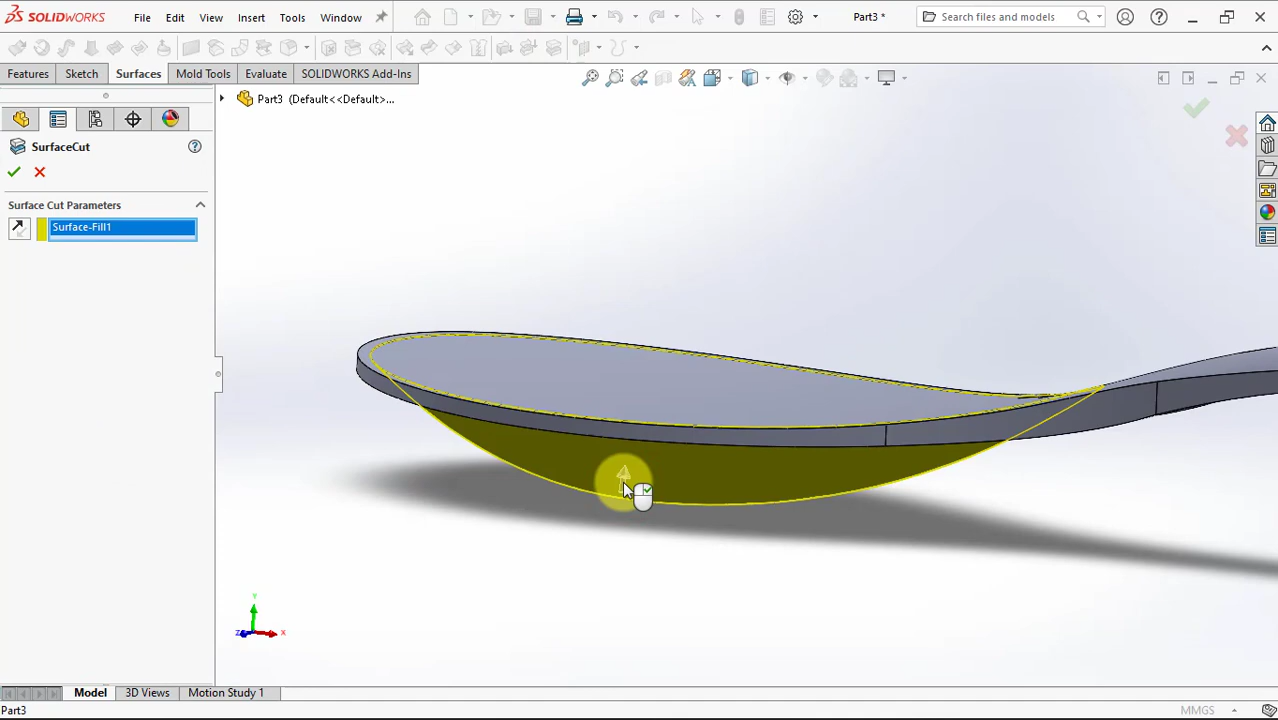 SOLIDWORKS File Edit View Insert Tools Window Part3 * Search files and models
Features Sketch Surfaces Mold Tools Evaluate SOLIDWORKS Add-Ins
Part3 (Default<<Default>...
SurfaceCut
Surface Cut Parameters
Surface-Fill1
Y
Z X
Model 3D Views Motion Study 1
Part3 MMGS